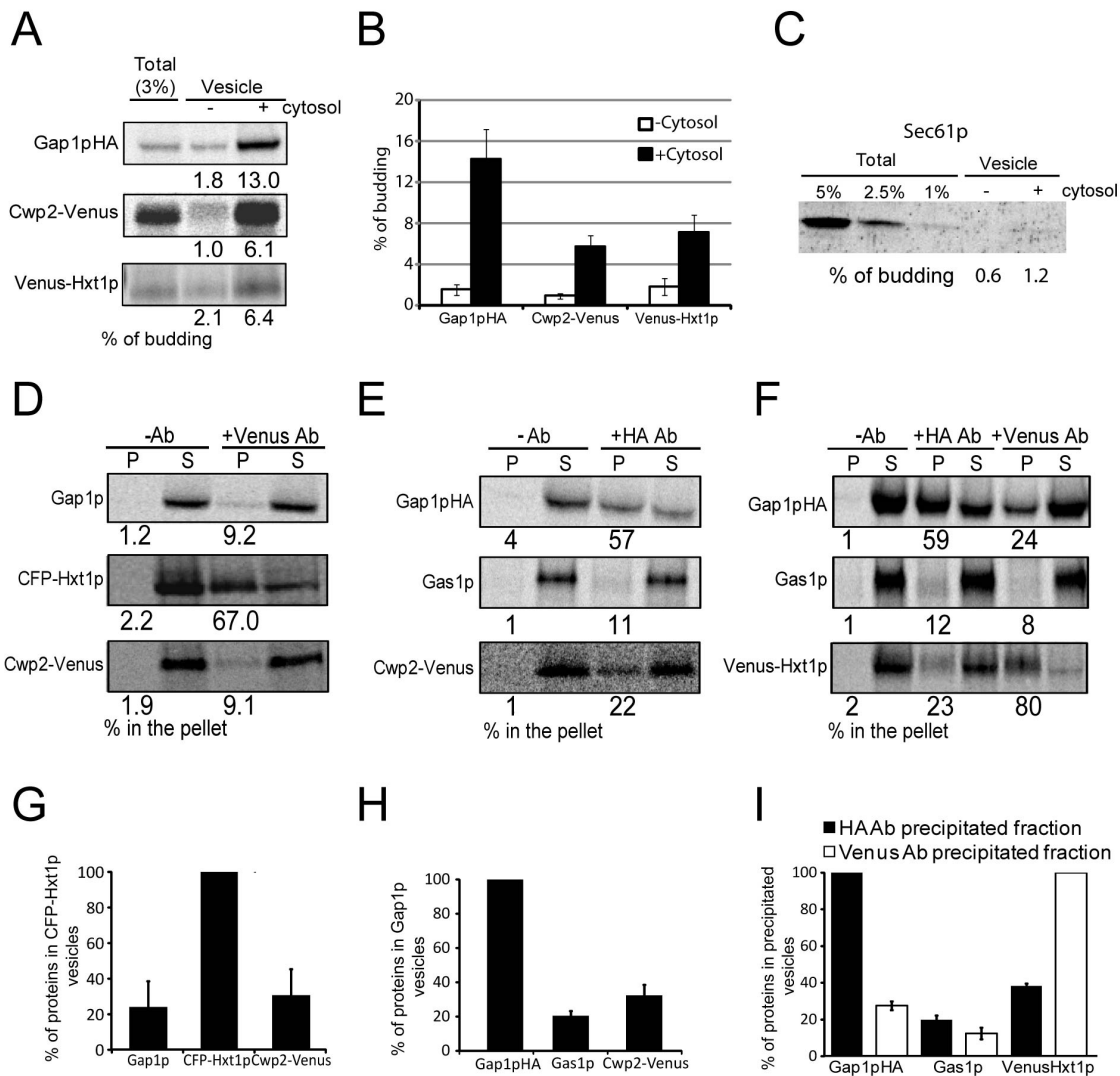 A
Total
(3%)
Vesicle
- + cytosol
Gap1pHA
1.8 13.0
Cwp2-Venus
1.0 6.1
Venus-Hxt1p
2.1 6.4
% of budding
B
% of budding
20
16
12
8
4
0
-Cytosol
+Cytosol
Gap1pHA Cwp2-Venus Venus-Hxt1p
C
Sec61p
Total Vesicle
5% 2.5% 1% - + cytosol
% of budding 0.6 1.2
D
-Ab +Venus Ab
P S P S
Gap1p
1.2 9.2
CFP-Hxt1p
2.2 67.0
Cwp2-Venus
1.9 9.1
% in the pellet
E
- Ab +HA Ab
P S P S
Gap1pHA
4 57
Gas1p
1 11
Cwp2-Venus
1 22
% in the pellet
F
-Ab +HA Ab +Venus Ab
P S P S P S
Gap1pHA
1 59 24
Gas1p
1 12 8
Venus-Hxt1p
2 23 80
% in the pellet
G
% of proteins in CFP-Hxt1p
vesicles
100
80
60
40
20
0
Gap1p CFP-Hxt1p Cwp2-Venus
H
% of proteins in Gap1p
vesicles
100
80
60
40
20
0
Gap1pHA Gas1p Cwp2-Venus
I
HA Ab precipitated fraction
Venus Ab precipitated fraction
% of proteins in precipitated
vesicles
100
80
60
40
20
0
Gap1pHA Gas1p VenusHxt1p